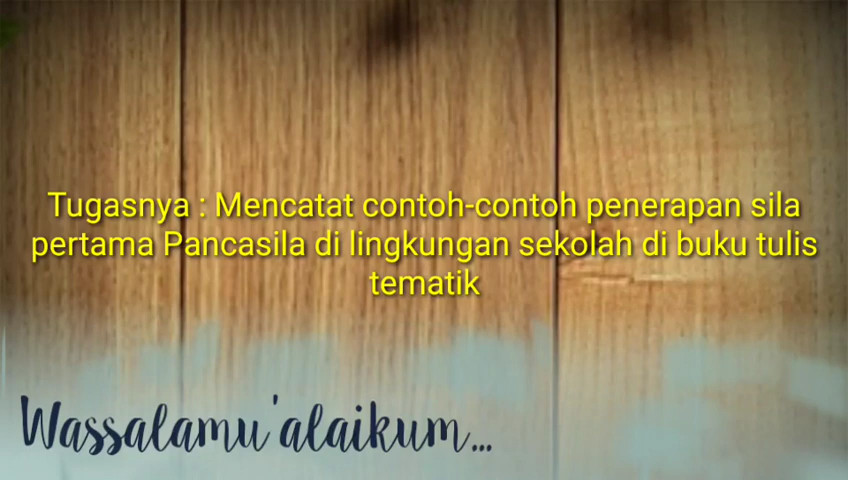 Tugasnya : Mencatat contoh-contoh penerapan sila
pertama Pancasila di lingkungan sekolah di buku tulis
tematik
Wassalamu'alaikum...